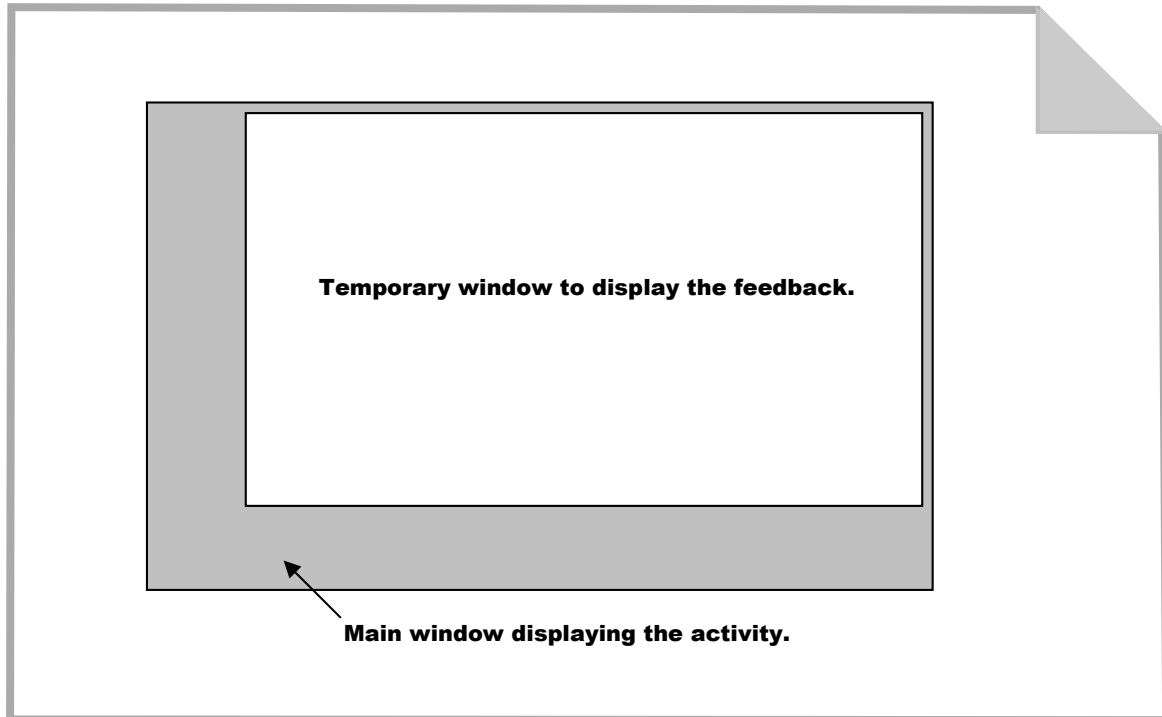 Temporary window to display the feedback.
Main window displaying the activity.